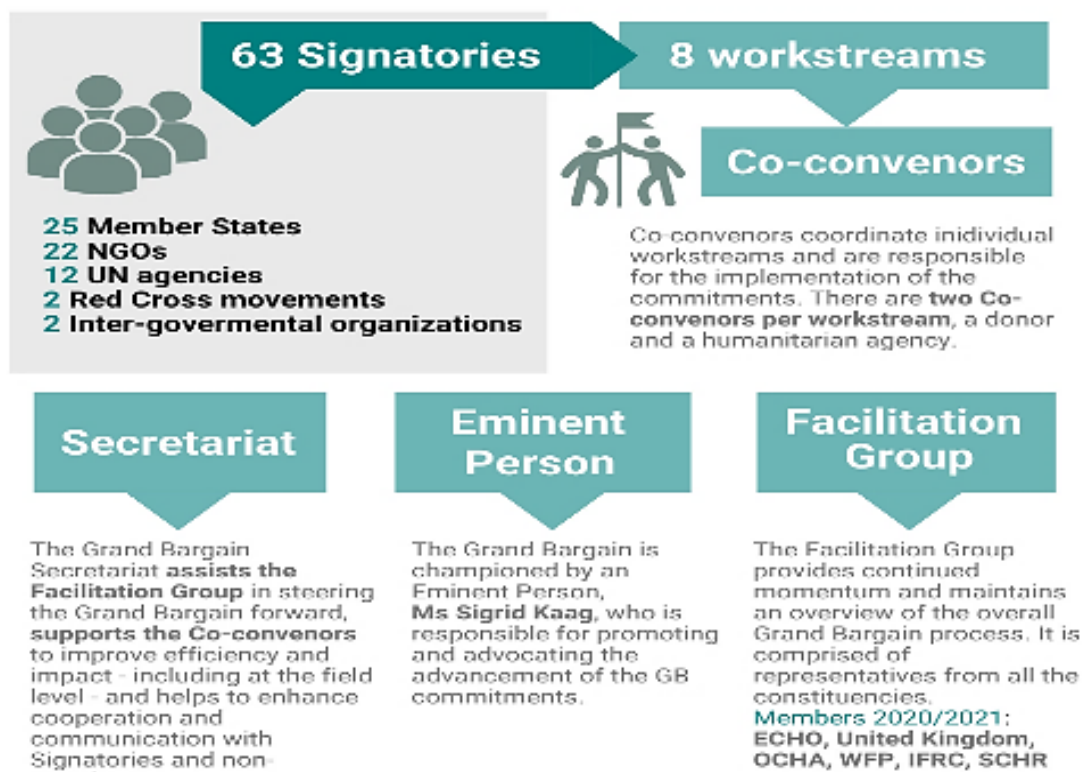 63 Signatories
8 workstreams
25 Member States
22 NGOs
12 UN agencies
2 Red Cross movements
2 Inter-govermental organizations
Co-convenors
Co-convenors coordinate inidividual
workstreams and are responsible
for the implementation of the
commitments. There are two Co-
convenors per workstream, a donor
and a humanitarian agency.
Secretariat
The Grand Bargain
Secretariat assists the
Facilitation Group in steering
the Grand Bargain forward,
supports the Co-convenors
to improve efficiency and
impact - including at the field
level - and helps to enhance
cooperation and
communication with
Signatories and non-
Eminent
Person
The Grand Bargain is
championed by an
Eminent Person,
Ms Sigrid Kaag, who is
responsible for promoting
and advocating the
advancement of the GB
commitments.
Facilitation
Group
The Facilitation Group
provides continued
momentum and maintains
an overview of the overall
Grand Bargain process. It is
comprised of
representatives from all the
constituencies.
Members 2020/2021:
ECHO, United Kingdom,
OCHA, WFP, IFRC, SCHR